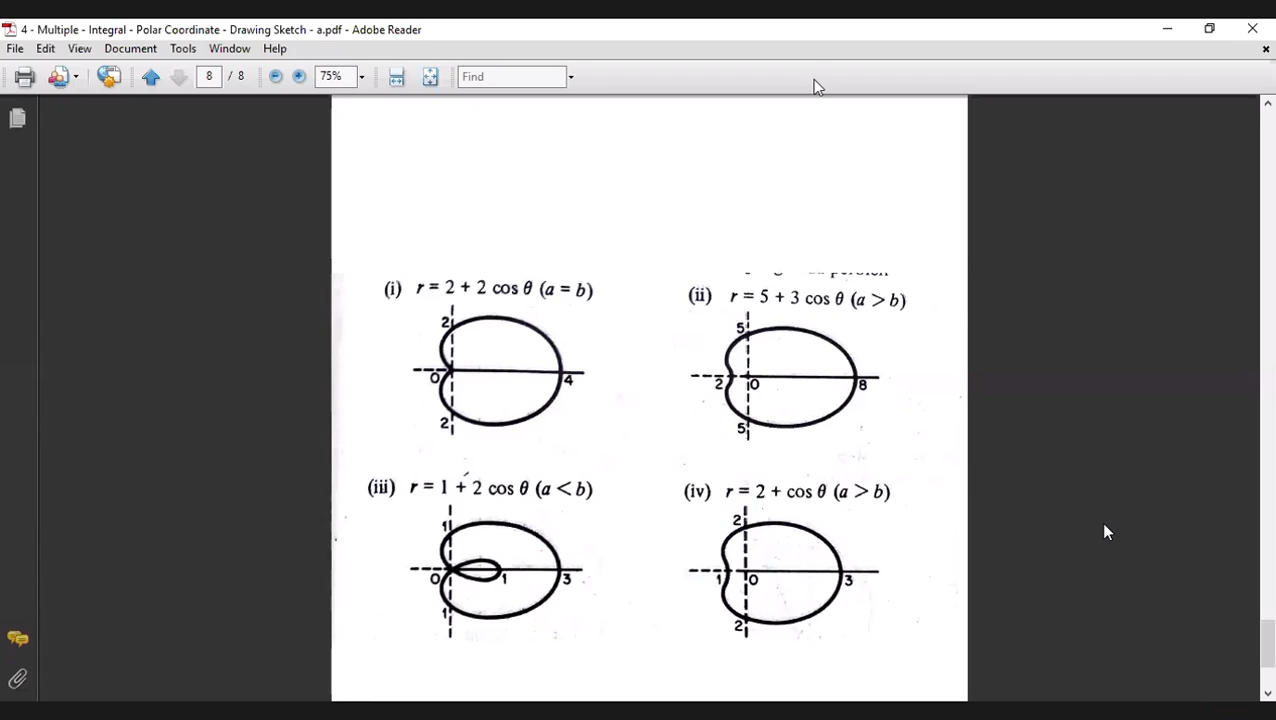 4 - Multiple - Integral - Polar Coordinate - Drawing Sketch - a.pdf - Adobe Reader
File Edit View Document Tools Window Help
8 / 8 75% Find
(i) r = 2 + 2 cos θ (a = b)
2
0 4
2
(ii) r = 5 + 3 cos θ (a > b)
5
2 0 8
5
(iii) r = 1 + 2 cos θ (a < b)
1
0 1 3
1
(iv) r = 2 + cos θ (a > b)
2
1 0 3
2